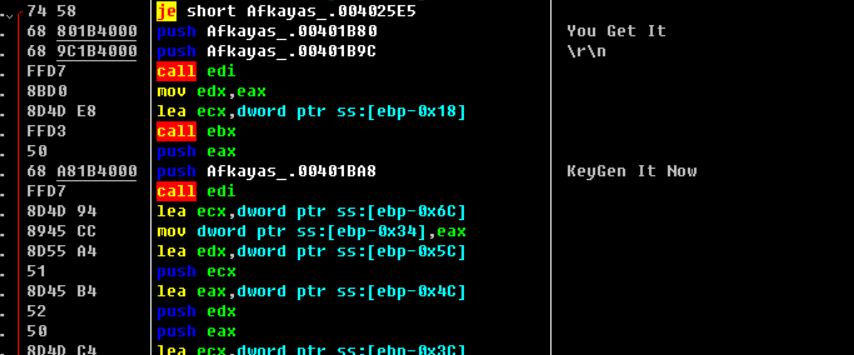 . 74 58 je short Afkayas_.004025E5
. 68 801B4000 push Afkayas_.00401B80 You Get It
. 68 9C1B4000 push Afkayas_.00401B9C \r\n
. FFD7 call edi
. 8BD0 mov edx,eax
. 8D4D E8 lea ecx,dword ptr ss:[ebp-0x18]
. FFD3 call ebx
. 50 push eax
. 68 A81B4000 push Afkayas_.00401BA8 KeyGen It Now
. FFD7 call edi
. 8D4D 94 lea ecx,dword ptr ss:[ebp-0x6C]
. 8945 CC mov dword ptr ss:[ebp-0x34],eax
. 8D55 A4 lea edx,dword ptr ss:[ebp-0x5C]
. 51 push ecx
. 8D45 B4 lea eax,dword ptr ss:[ebp-0x4C]
. 52 push edx
. 50 push eax
. 8D4D C4 lea ecx,dword ptr ss:[ebp-0x3C]